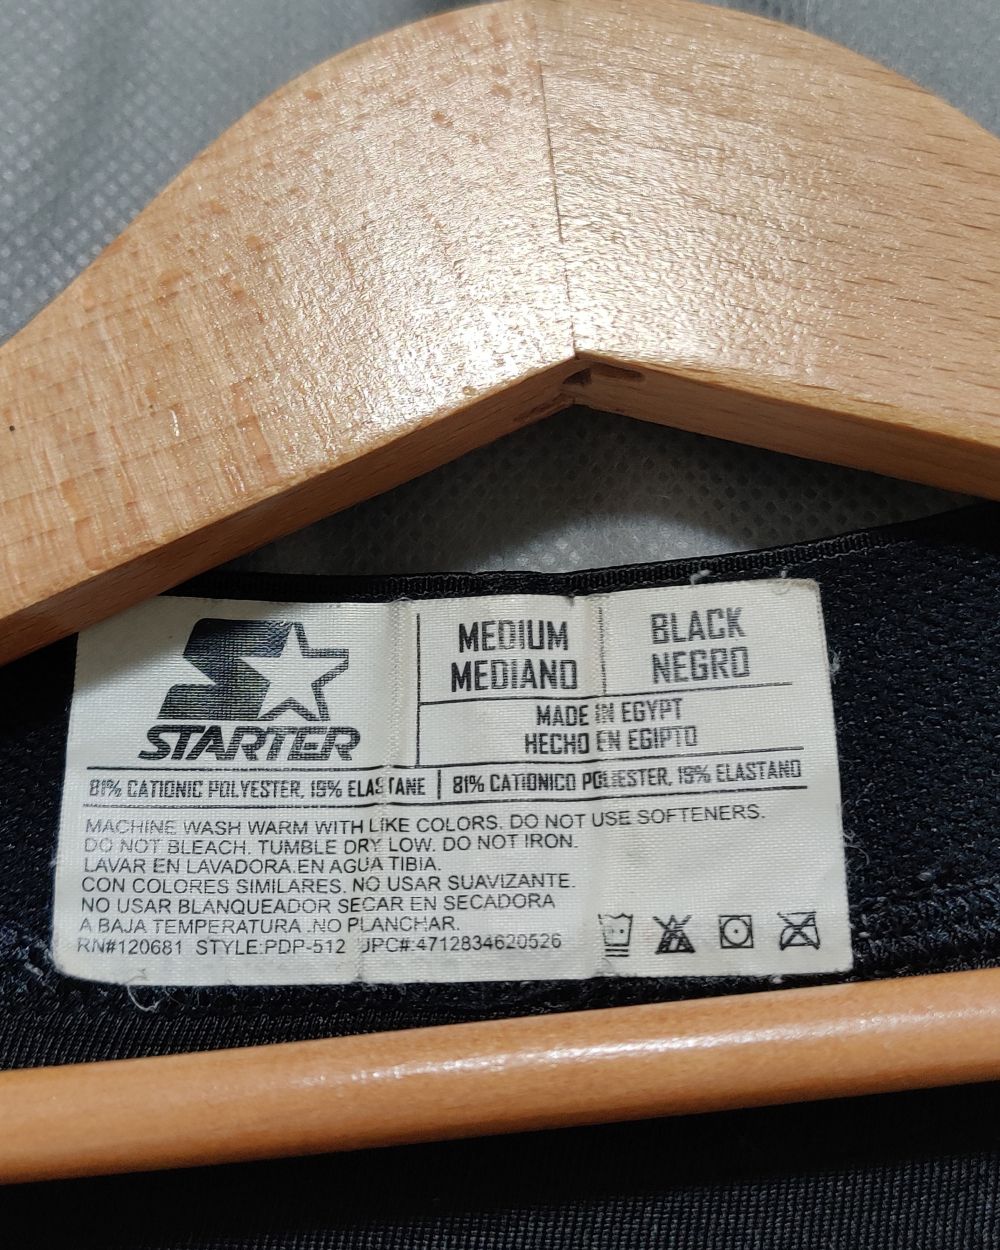 STARTER
MEDIUM
MEDIANO
BLACK
NEGRO
MADE IN EGYPT
HECHO EN EGIPTO
81% CATIONIC POLYESTER, 19% ELASTANE | 81% CATIONICO POLIESTER, 19% ELASTANO
MACHINE WASH WARM WITH LIKE COLORS. DO NOT USE SOFTENERS.
DO NOT BLEACH. TUMBLE DRY LOW. DO NOT IRON.
LAVAR EN LAVADORA.EN AGUA TIBIA.
CON COLORES SIMILARES. NO USAR SUAVIZANTE.
NO USAR BLANQUEADOR SECAR EN SECADORA
A BAJA TEMPERATURA .NO PLANCHAR.
RN#120681 STYLE:PDP-512 UPC#:4712834620526